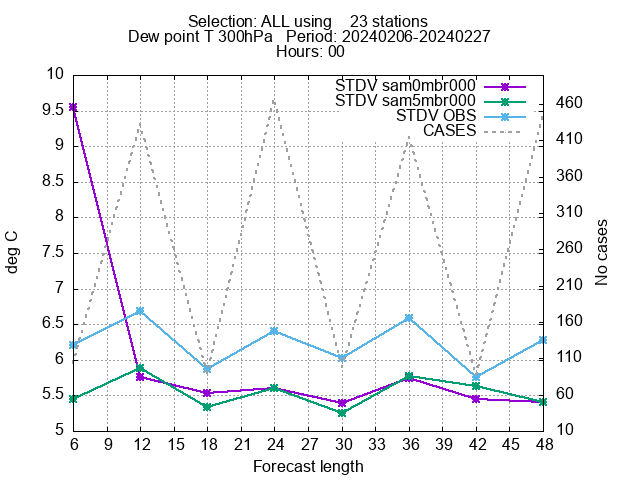 Selection: ALL using    23 stations
Dew point T 300hPa   Period: 20240206-20240227
Hours: 00
STDV sam0mbr000
STDV sam5mbr000
STDV OBS
CASES
10
9.5
9
8.5
8
7.5
7
6.5
6
5.5
5
deg C
460
410
360
310
260
210
160
110
60
10
No cases
6 9 12 15 18 21 24 27 30 33 36 39 42 45 48
Forecast length